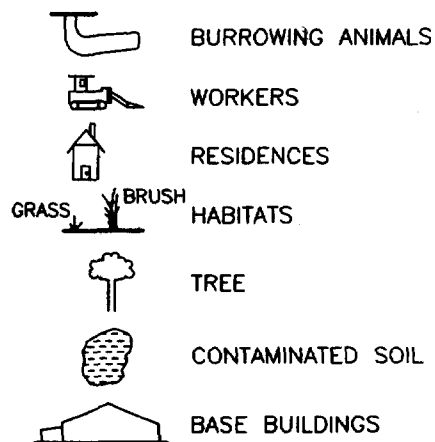 BURROWING ANIMALS
WORKERS
RESIDENCES
BRUSH
GRASS
HABITATS
TREE
CONTAMINATED SOIL
BASE BUILDINGS